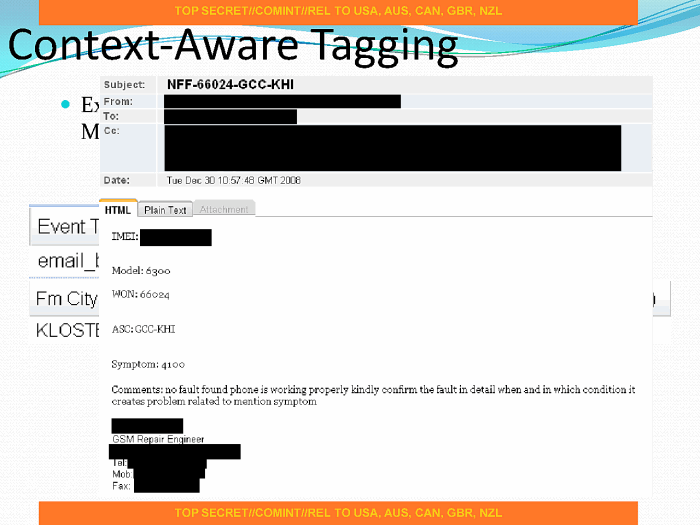 TOP SECRET//COMINT//REL TO USA, AUS, CAN, GBR, NZL
Context-Aware Tagging
Subject: NFF-66024-GCC-KHI
From:
To:
Cc:
Date: Tue Dec 30 10:57:48 GMT 2008
HTML Plain Text Attachment
IMEI:
Event T
Model: 6300
email_b
WON: 66024
Fm City
ASC: GCC-KHI
KLOSTE
Symptom: 4100
Comments: no fault found phone is working properly kindly confirm the fault in detail when and in which condition it
creates problem related to mention symptom
GSM Repair Engineer
Tel:
Mob:
Fax:
TOP SECRET//COMINT//REL TO USA, AUS, CAN, GBR, NZL